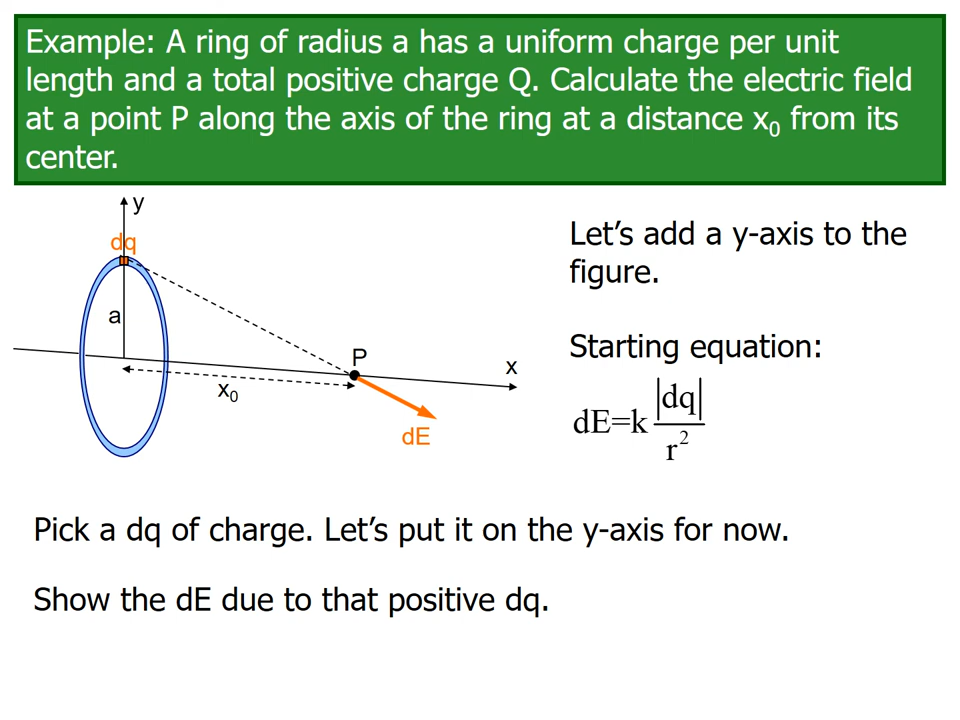 Example: A ring of radius a has a uniform charge per unit
length and a total positive charge Q. Calculate the electric field
at a point P along the axis of the ring at a distance x₀ from its
center.
y
dq
a
P
x
x₀
dE
Let's add a y-axis to the
figure.
Starting equation:
dE=k |dq| / r²
Pick a dq of charge. Let's put it on the y-axis for now.
Show the dE due to that positive dq.